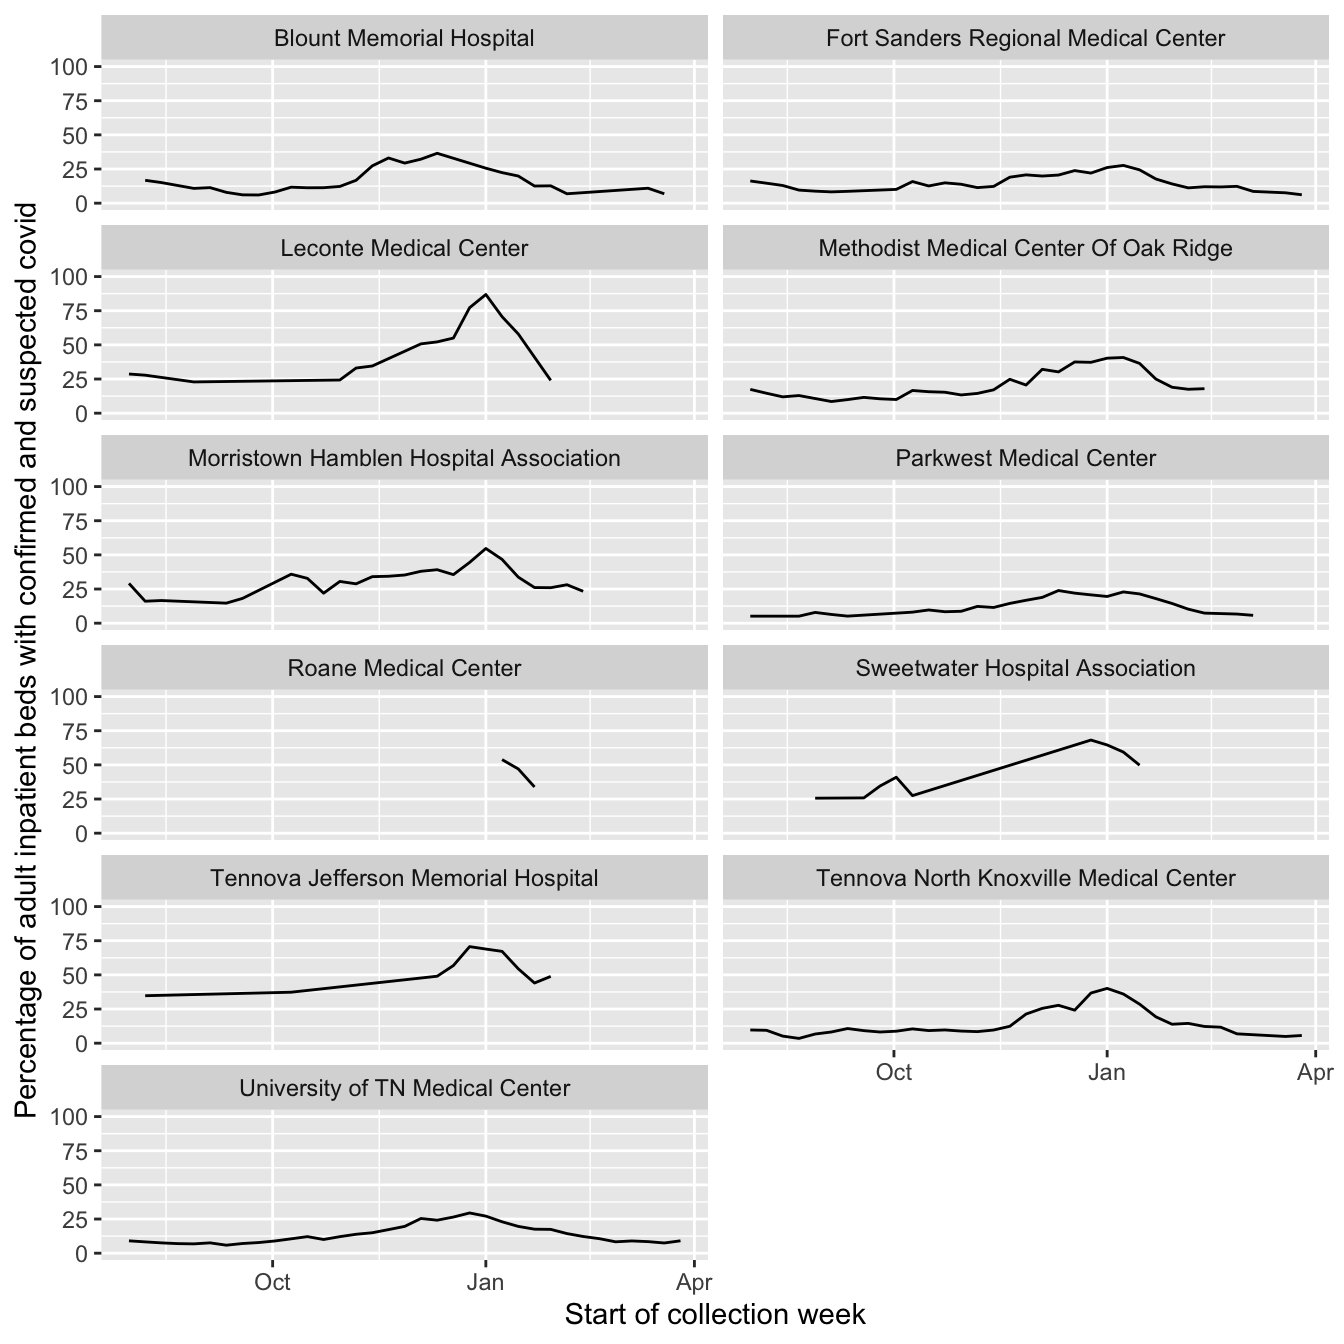 Percentage of adult inpatient beds with confirmed and suspected covid
Blount Memorial Hospital
Fort Sanders Regional Medical Center
100
75
50
25
0
Leconte Medical Center
Methodist Medical Center Of Oak Ridge
100
75
50
25
0
Morristown Hamblen Hospital Association
Parkwest Medical Center
100
75
50
25
0
Roane Medical Center
Sweetwater Hospital Association
100
75
50
25
0
Tennova Jefferson Memorial Hospital
Tennova North Knoxville Medical Center
100
75
50
25
0
Oct Jan Apr
University of TN Medical Center
100
75
50
25
0
Oct Jan Apr
Start of collection week